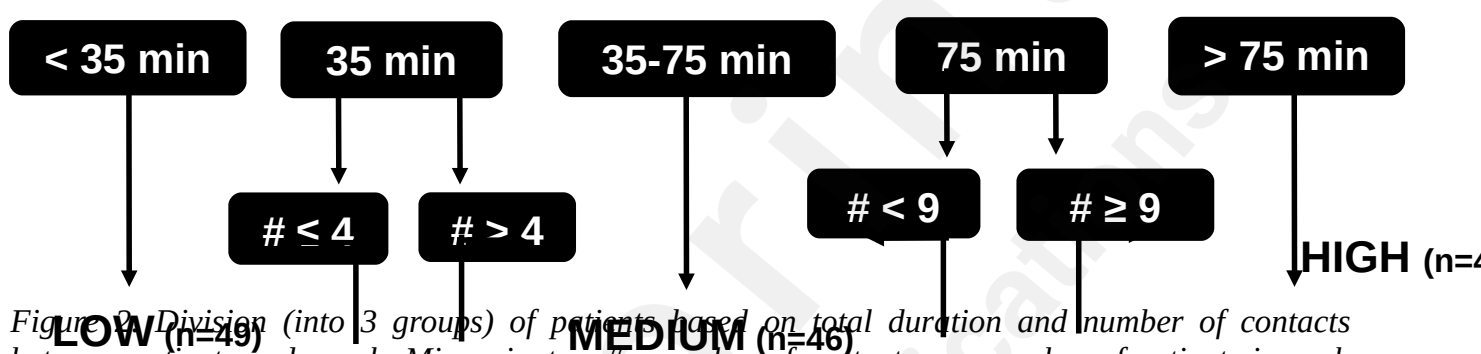 < 35 min
35 min
35-75 min
75 min
> 75 min
# ≤ 4
# > 4
# < 9
# ≥ 9
HIGH (n=4
LOW (n=49)
MEDIUM (n=46)
Figure 2. Division (into 3 groups) of patients based on total duration and number of contacts